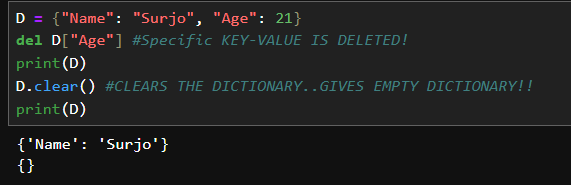 D = {"Name": "Surjo", "Age": 21}
del D["Age"] #Specific KEY-VALUE IS DELETED!
print(D)
D.clear() #CLEARS THE DICTIONARY..GIVES EMPTY DICTIONARY!!
print(D)
{'Name': 'Surjo'}
{}